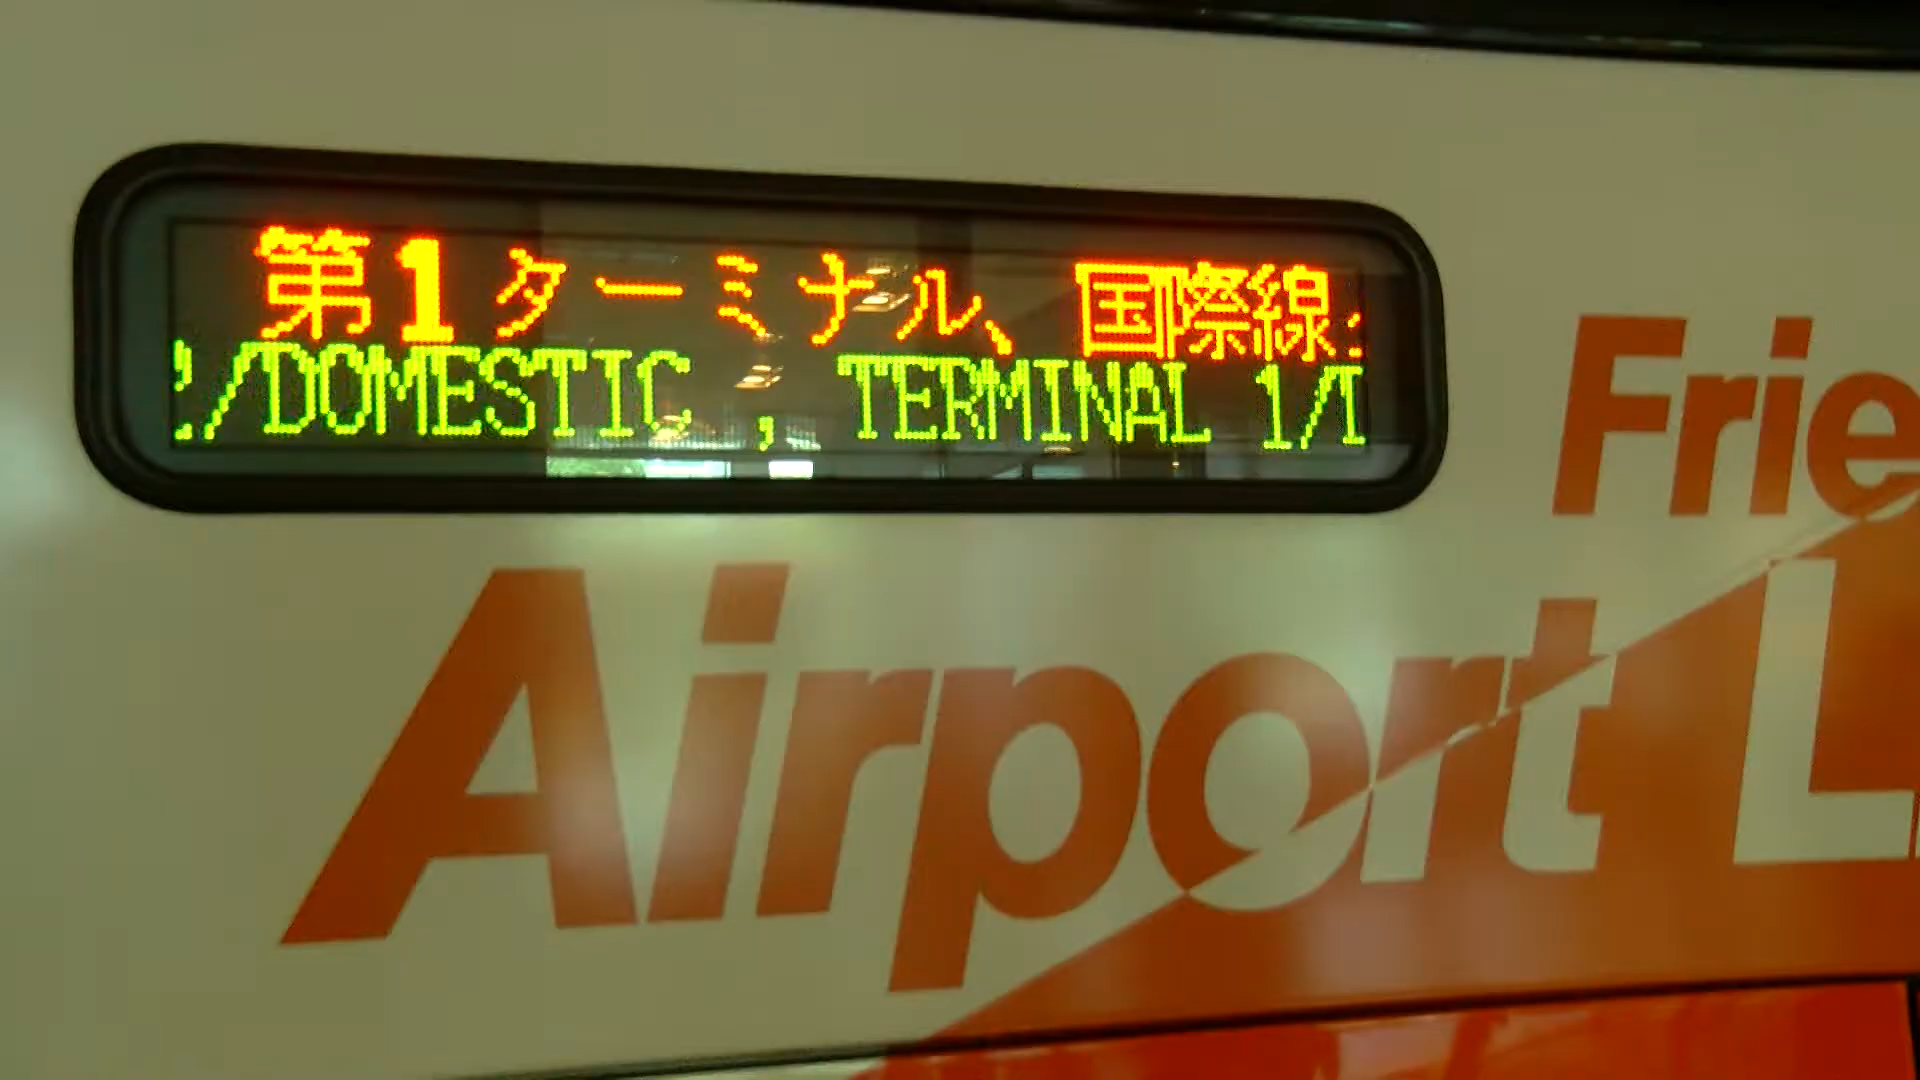 第1ターミナル、国際線
/DOMESTIC , TERMINAL 1/I
Frie
Airport L